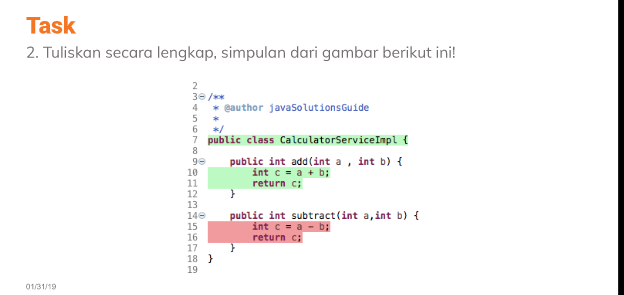 Task
2. Tuliskan secara lengkap, simpulan dari gambar berikut ini!
2
3 /**
4 * @author javaSolutionsGuide
5 *
6 */
7 public class CalculatorServiceImpl {
8
9 public int add(int a , int b) {
10 int c = a + b;
11 return c;
12 }
13
14 public int subtract(int a,int b) {
15 int c = a - b;
16 return c;
17 }
18 }
19
01/31/19